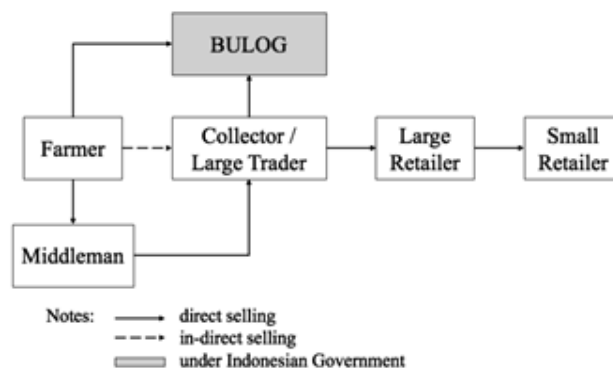 BULOG
Farmer
Collector /
Large Trader
Large
Retailer
Small
Retailer
Middleman
Notes:
direct selling
in-direct selling
under Indonesian Government